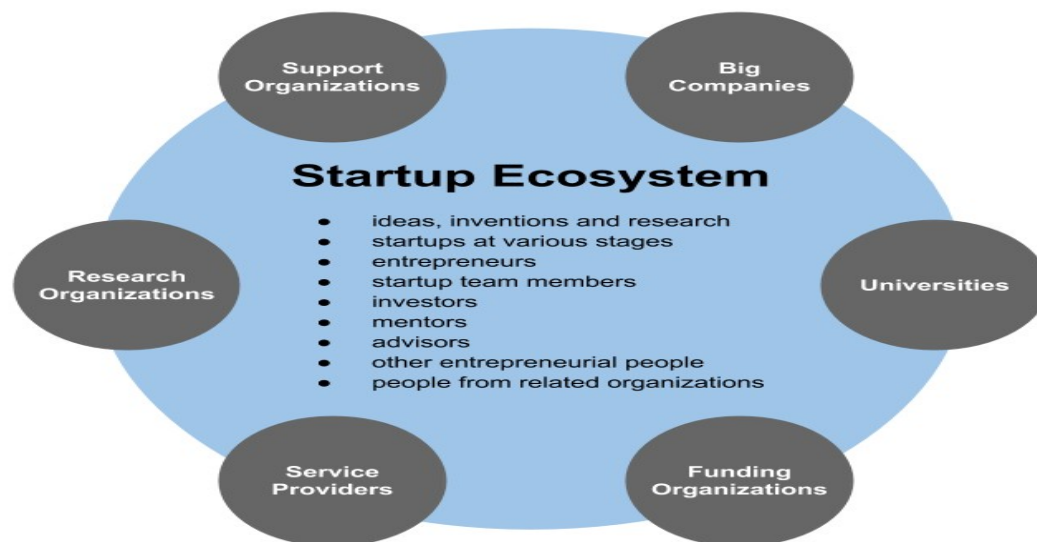 Support
Organizations
Big
Companies
Startup Ecosystem
● ideas, inventions and research
● startups at various stages
● entrepreneurs
● startup team members
● investors
● mentors
● advisors
● other entrepreneurial people
● people from related organizations
Research
Organizations
Universities
Service
Providers
Funding
Organizations